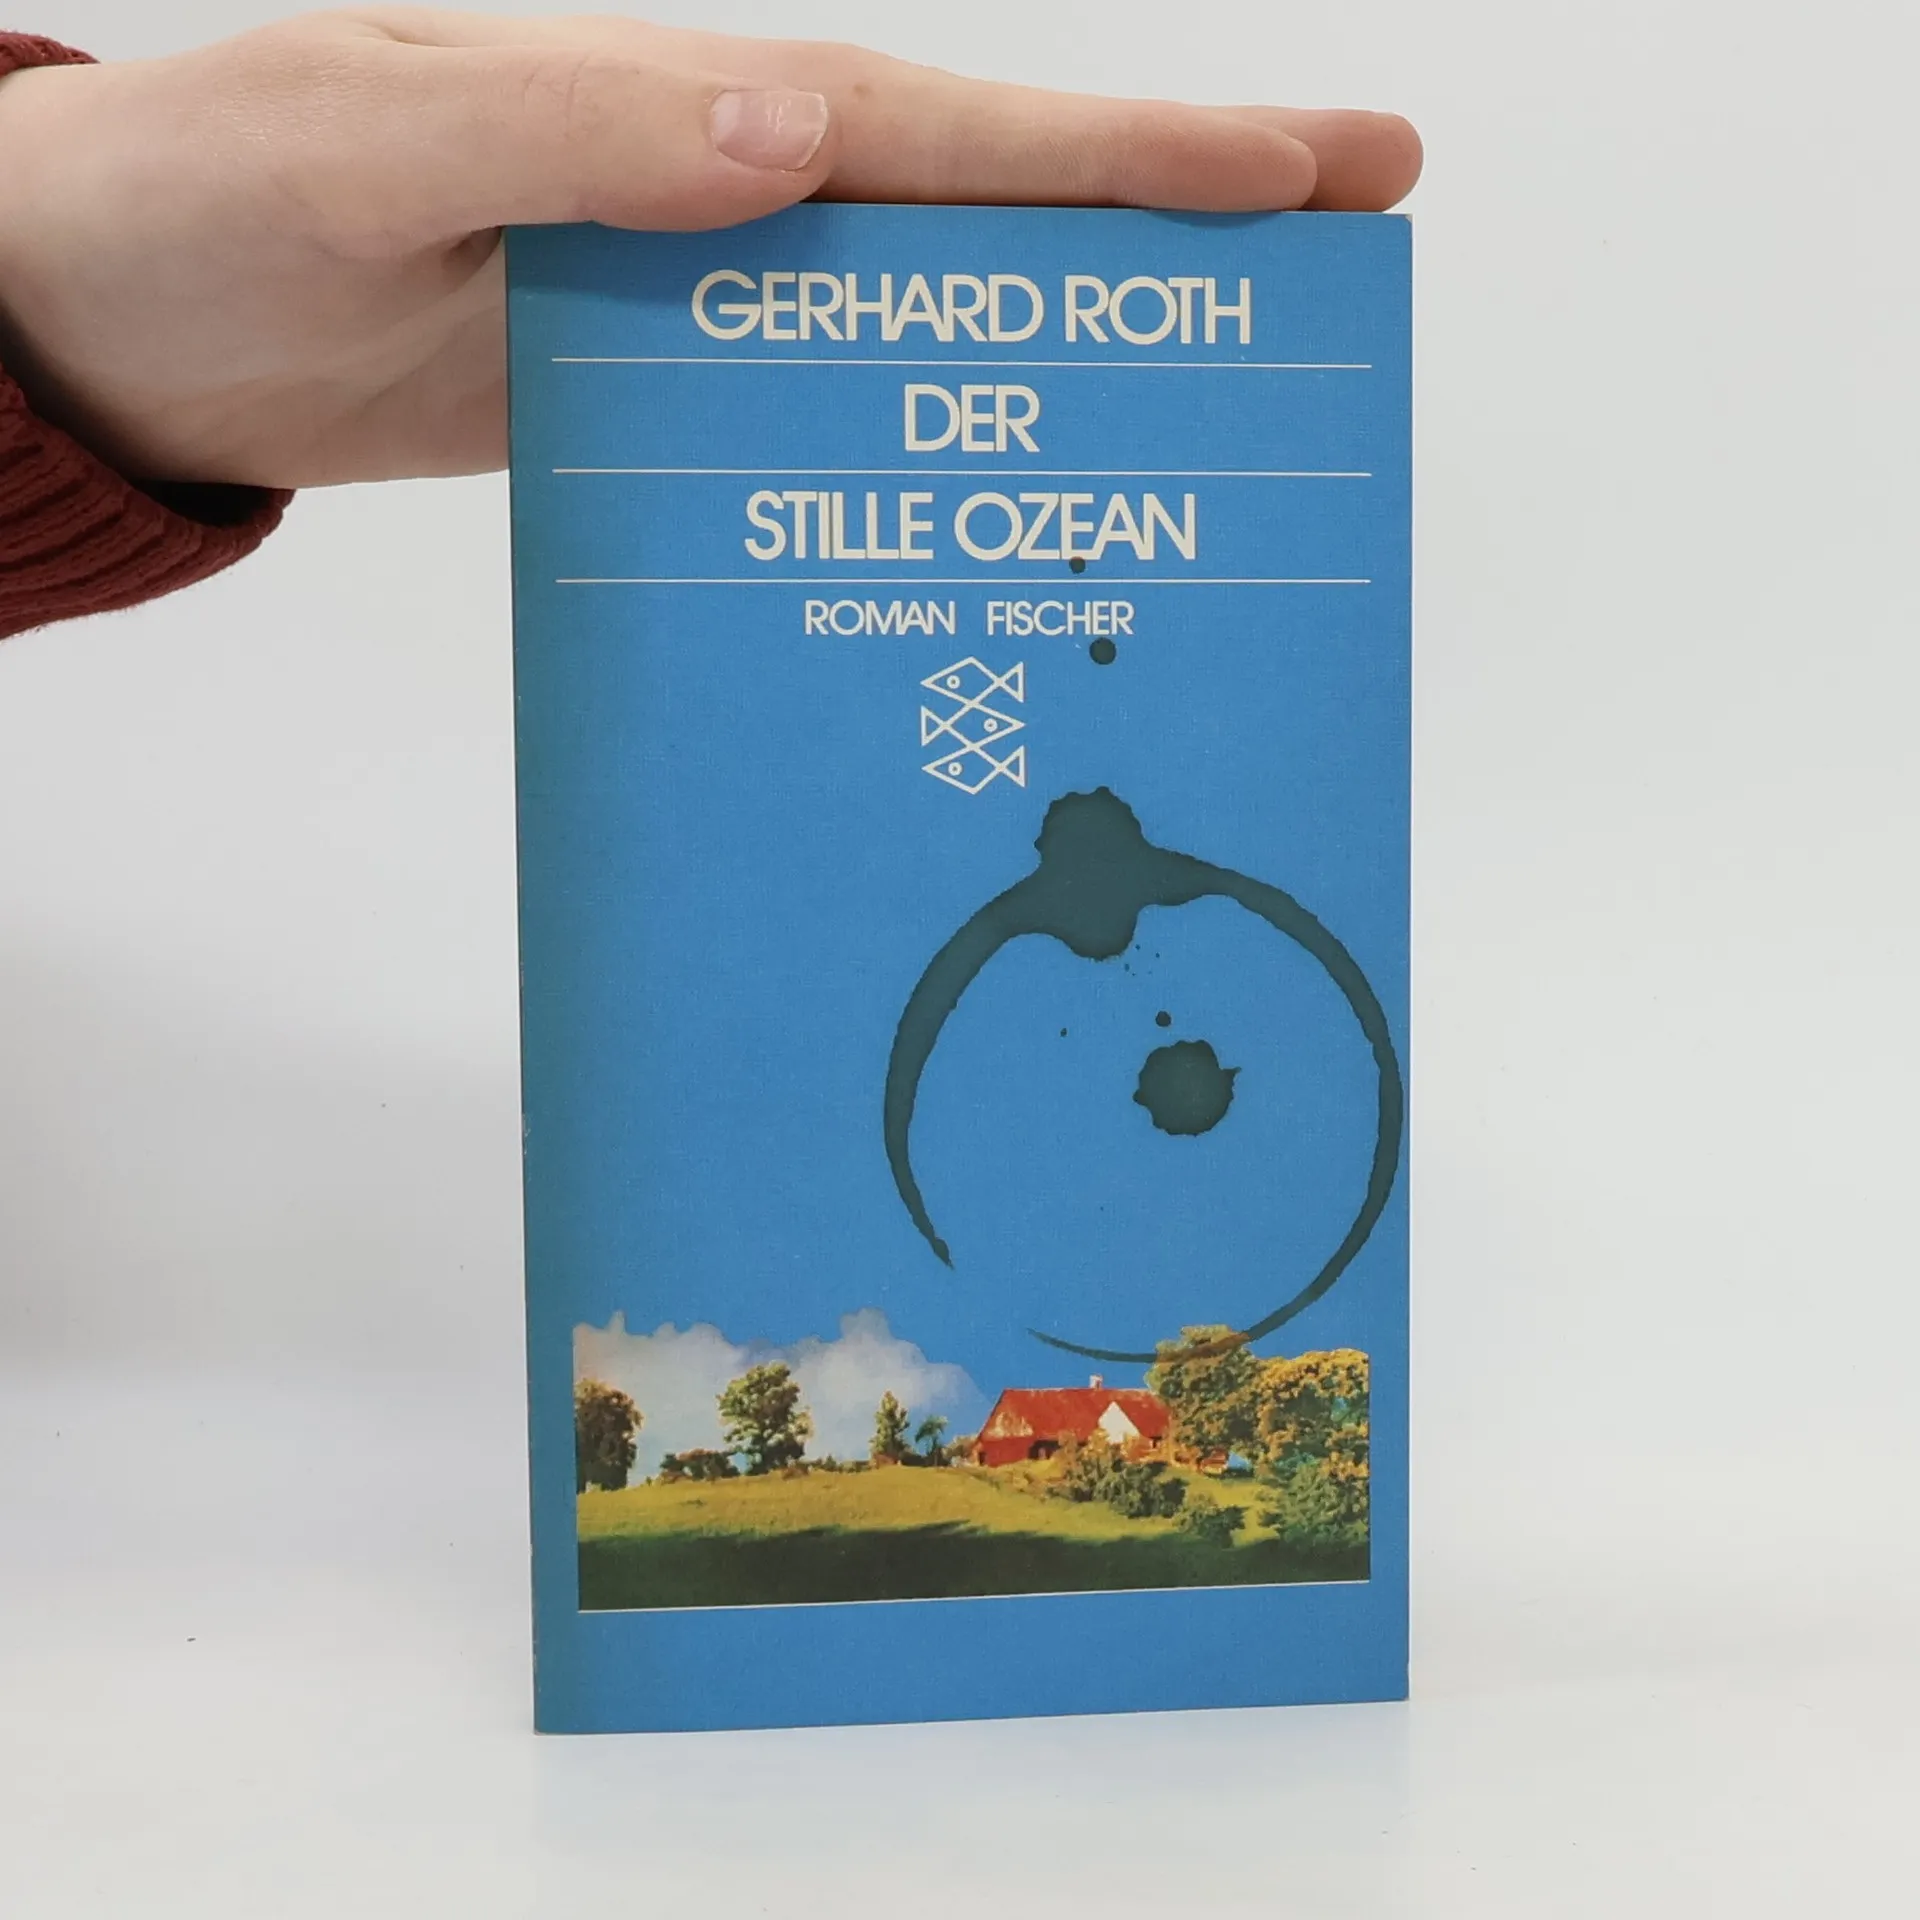 GERHARD ROTH
DER
STILLE OZEAN
ROMAN FISCHER